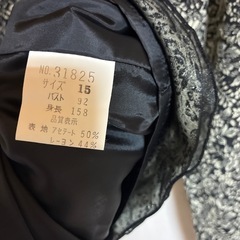 NO.31825
サイズ 15
バスト 92
身長 158
品質表示
表地 アセテート 50%
レーヨン 44%